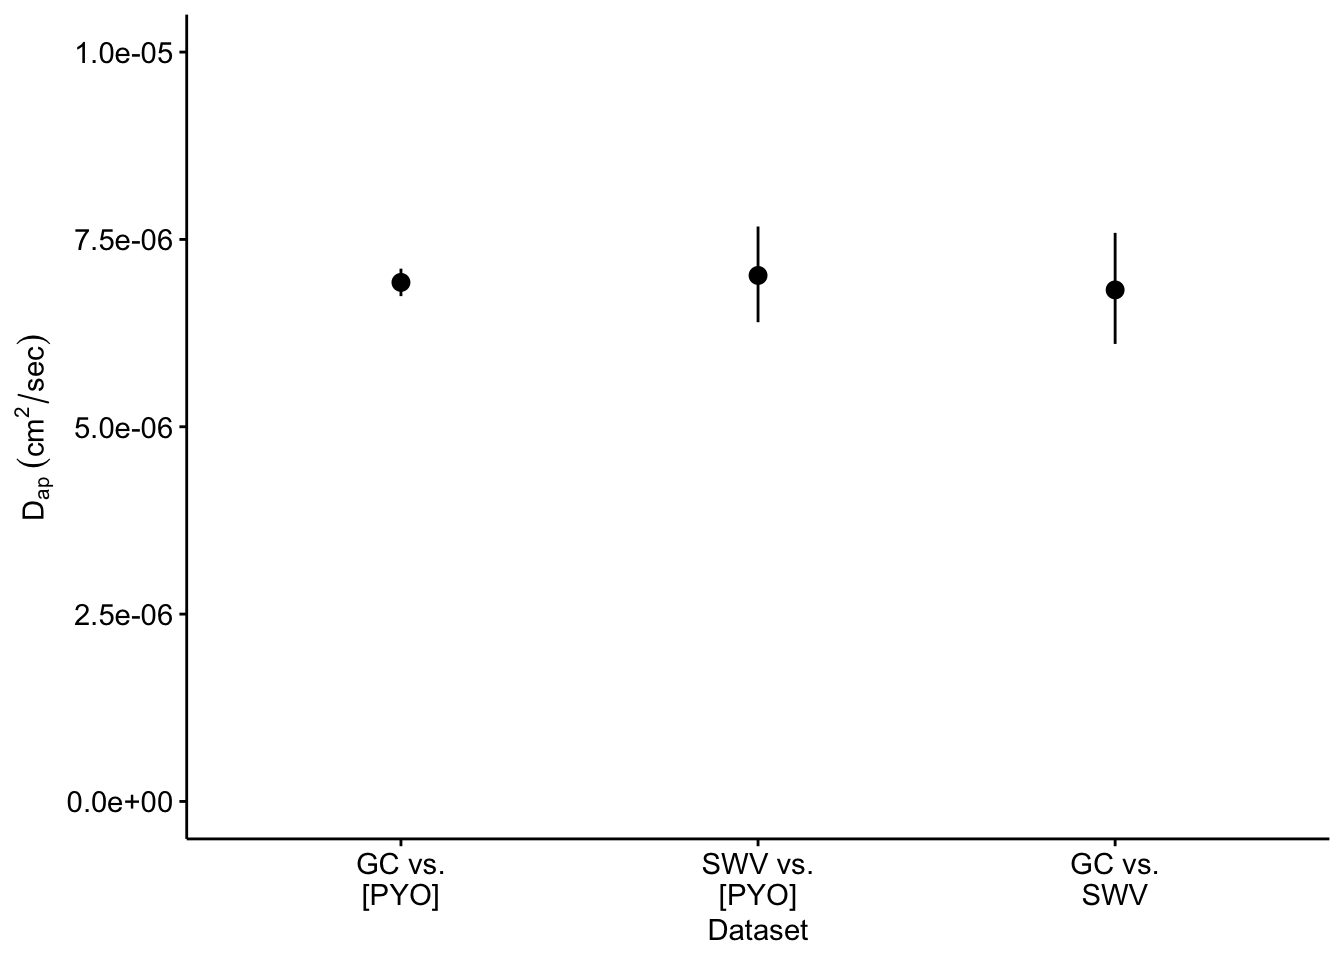 1.0e-05
7.5e-06
5.0e-06
2.5e-06
0.0e+00
D_ap (cm²/sec)
GC vs.
[PYO]
SWV vs.
[PYO]
GC vs.
SWV
Dataset